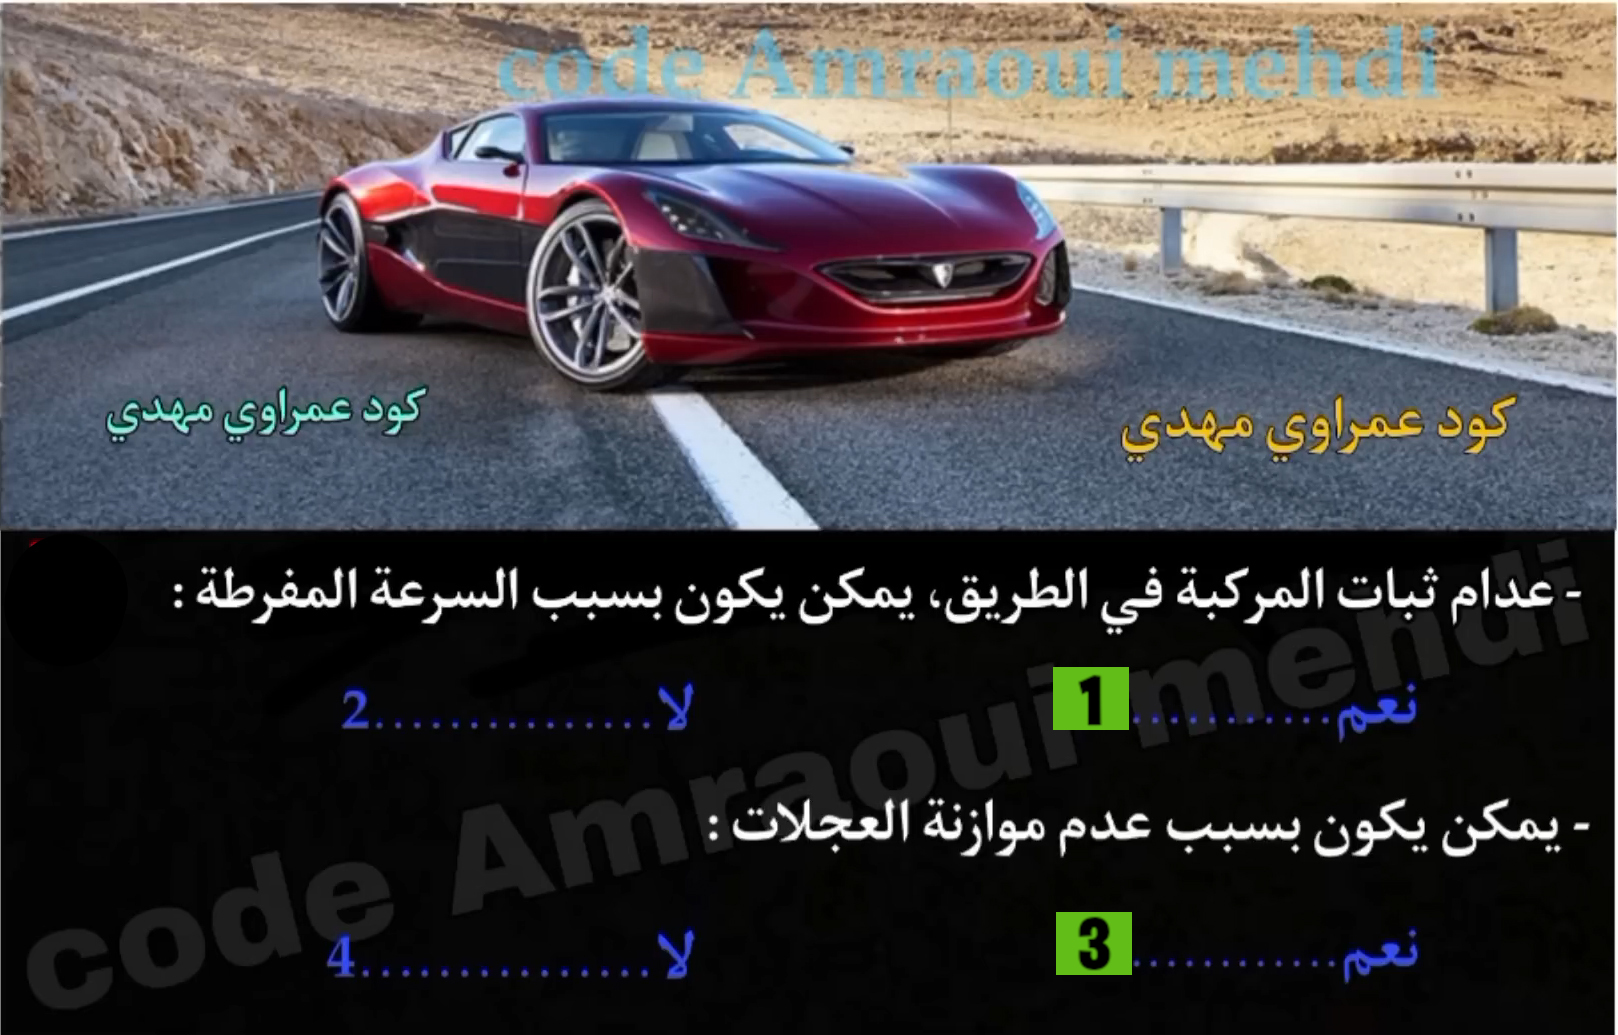 code Amraoui mehdi
كود عمراوي مهدي
كود عمراوي مهدي
- عدام ثبات المركبة في الطريق، يمكن يكون بسبب السرعة المفرطة :
نعم............1 لا...............2
- يمكن يكون بسبب عدم موازنة العجلات :
نعم............3 لا................4
code Amraoui mehdi